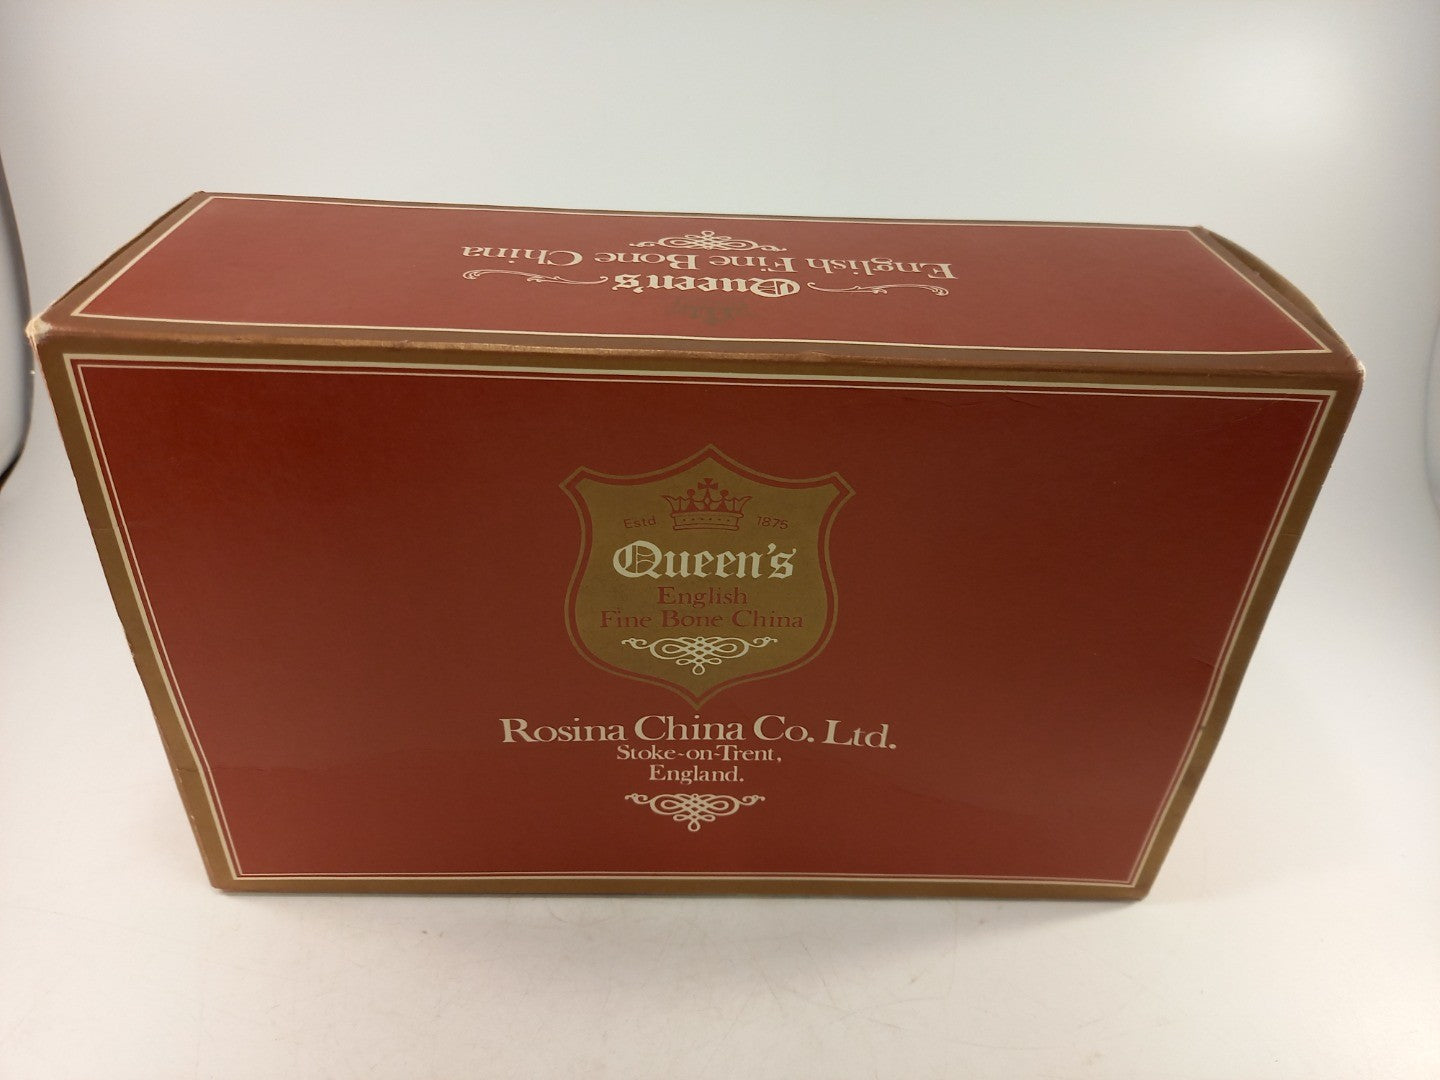 Queen's
English Fine Bone China
Estd 1875
Queen's
English
Fine Bone China
Rosina China Co. Ltd.
Stoke-on-Trent,
England.